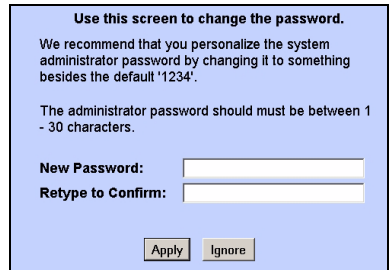 Use this screen to change the password.
We recommend that you personalize the system
administrator password by changing it to something
besides the default '1234'.
The administrator password should must be between 1
- 30 characters.
New Password:
Retype to Confirm:
Apply Ignore